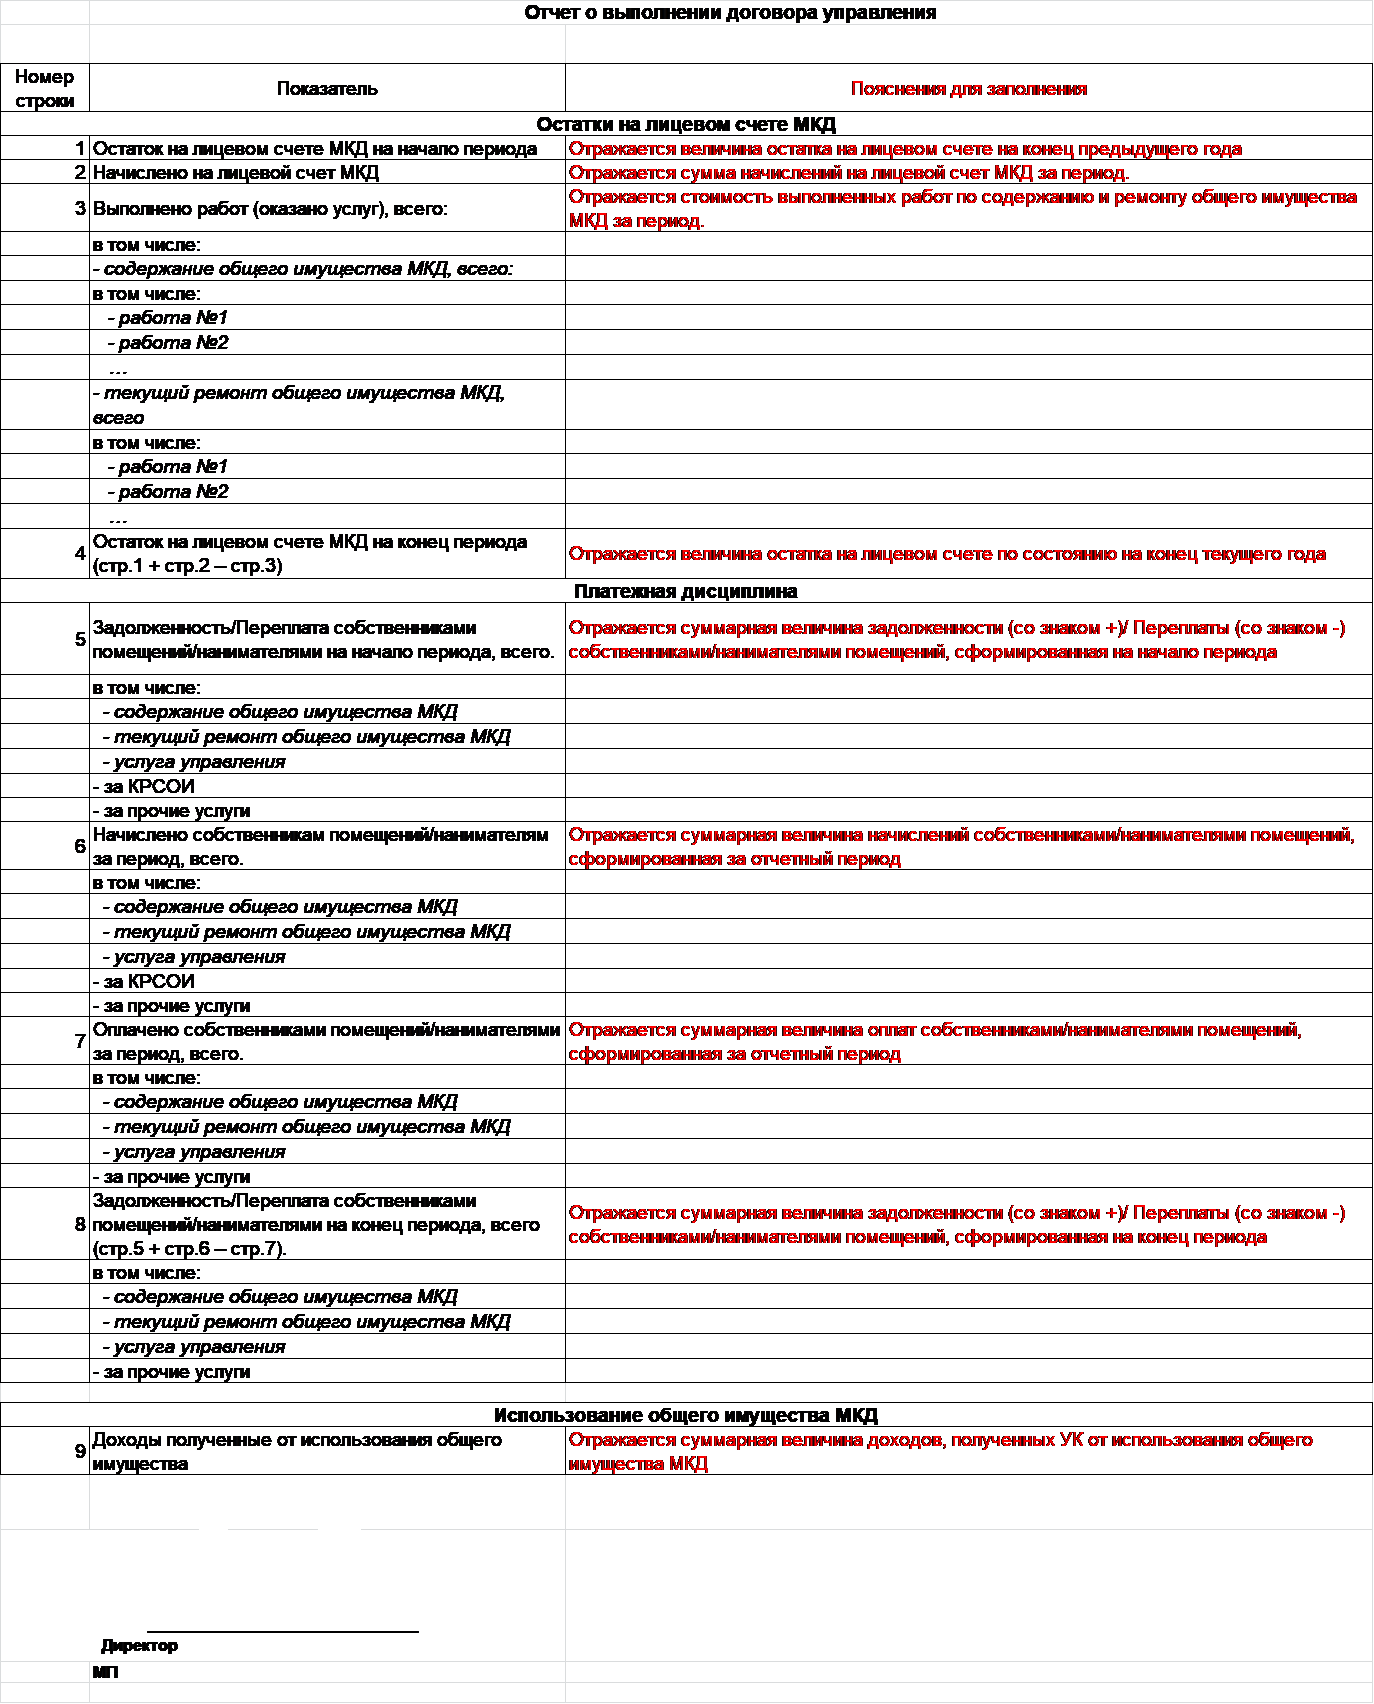 Отчет о выполнении договора управления
Номер строки
Показатель
Пояснения для заполнения
Остатки на лицевом счете МКД
1 Остаток на лицевом счете МКД на начало периода
Отражается величина остатка на лицевом счете на конец предыдущего года
2 Начислено на лицевой счет МКД
Отражается сумма начислений на лицевой счет МКД за период.
3 Выполнено работ (оказано услуг), всего:
Отражается стоимость выполненных работ по содержанию и ремонту общего имущества
МКД за период.
в том числе:
- содержание общего имущества МКД, всего:
в том числе:
- работа №1
- работа №2
…
- текущий ремонт общего имущества МКД,
всего
в том числе:
- работа №1
- работа №2
…
4 Остаток на лицевом счете МКД на конец периода
(стр.1 + стр.2 – стр.3)
Отражается величина остатка на лицевом счете по состоянию на конец текущего года
Платежная дисциплина
5 Задолженность/Переплата собственниками
помещений/нанимателями на начало периода, всего.
Отражается суммарная величина задолженности (со знаком +)/ Переплаты (со знаком -)
собственниками/нанимателями помещений, сформированная на начало периода
в том числе:
- содержание общего имущества МКД
- текущий ремонт общего имущества МКД
- услуга управления
- за КРСОИ
- за прочие услуги
6 Начислено собственникам помещений/нанимателям
за период, всего.
Отражается суммарная величина начислений собственниками/нанимателями помещений,
сформированная за отчетный период
в том числе:
- содержание общего имущества МКД
- текущий ремонт общего имущества МКД
- услуга управления
- за КРСОИ
- за прочие услуги
7 Оплачено собственниками помещений/нанимателями
за период, всего.
Отражается суммарная величина оплат собственниками/нанимателями помещений,
сформированная за отчетный период
в том числе:
- содержание общего имущества МКД
- текущий ремонт общего имущества МКД
- услуга управления
- за прочие услуги
8 Задолженность/Переплата собственниками
помещений/нанимателями на конец периода, всего
(стр.5 + стр.6 – стр.7).
Отражается суммарная величина задолженности (со знаком +)/ Переплаты (со знаком -)
собственниками/нанимателями помещений, сформированная на конец периода
в том числе:
- содержание общего имущества МКД
- текущий ремонт общего имущества МКД
- услуга управления
- за прочие услуги
Использование общего имущества МКД
9 Доходы полученные от использования общего
имущества
Отражается суммарная величина доходов, полученных УК от использования общего
имущества МКД
Директор
МП